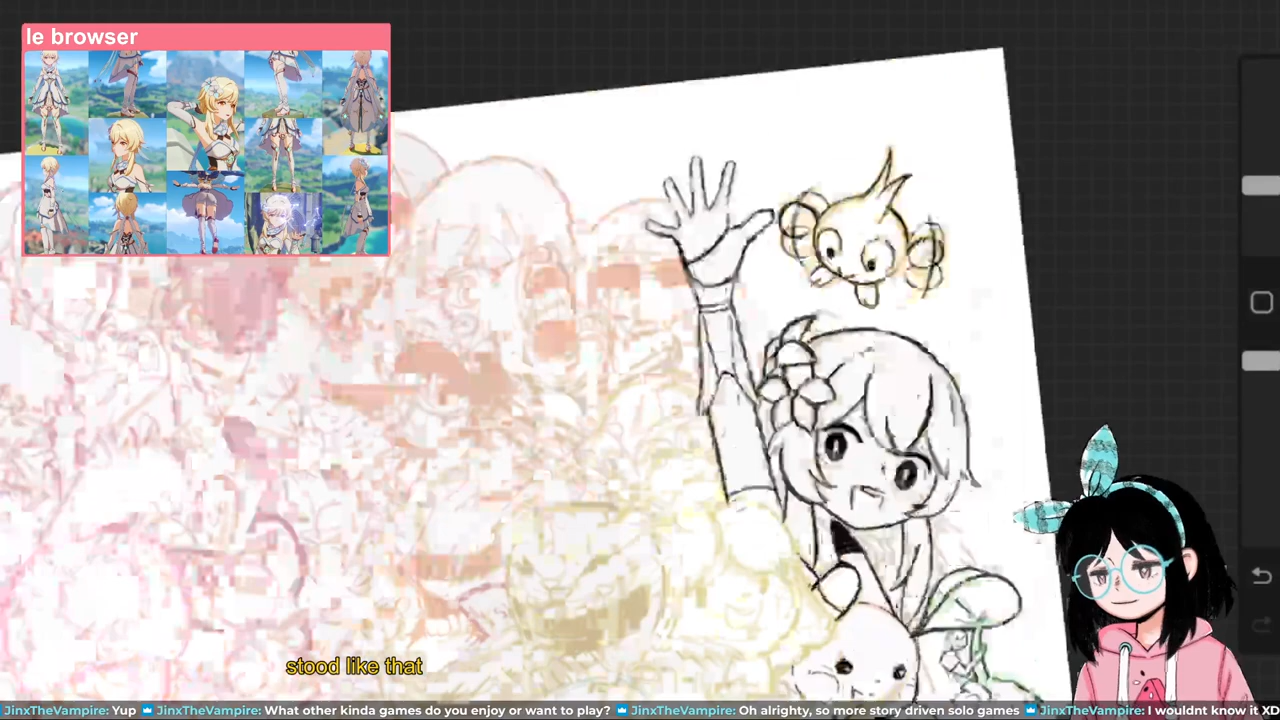 le browser
stood like that
JinxTheVampire: Yup JinxTheVampire: What other kinda games do you enjoy or want to play? JinxTheVampire: Oh alrighty, so more story driven solo games JinxTheVampire: I wouldnt know it XD